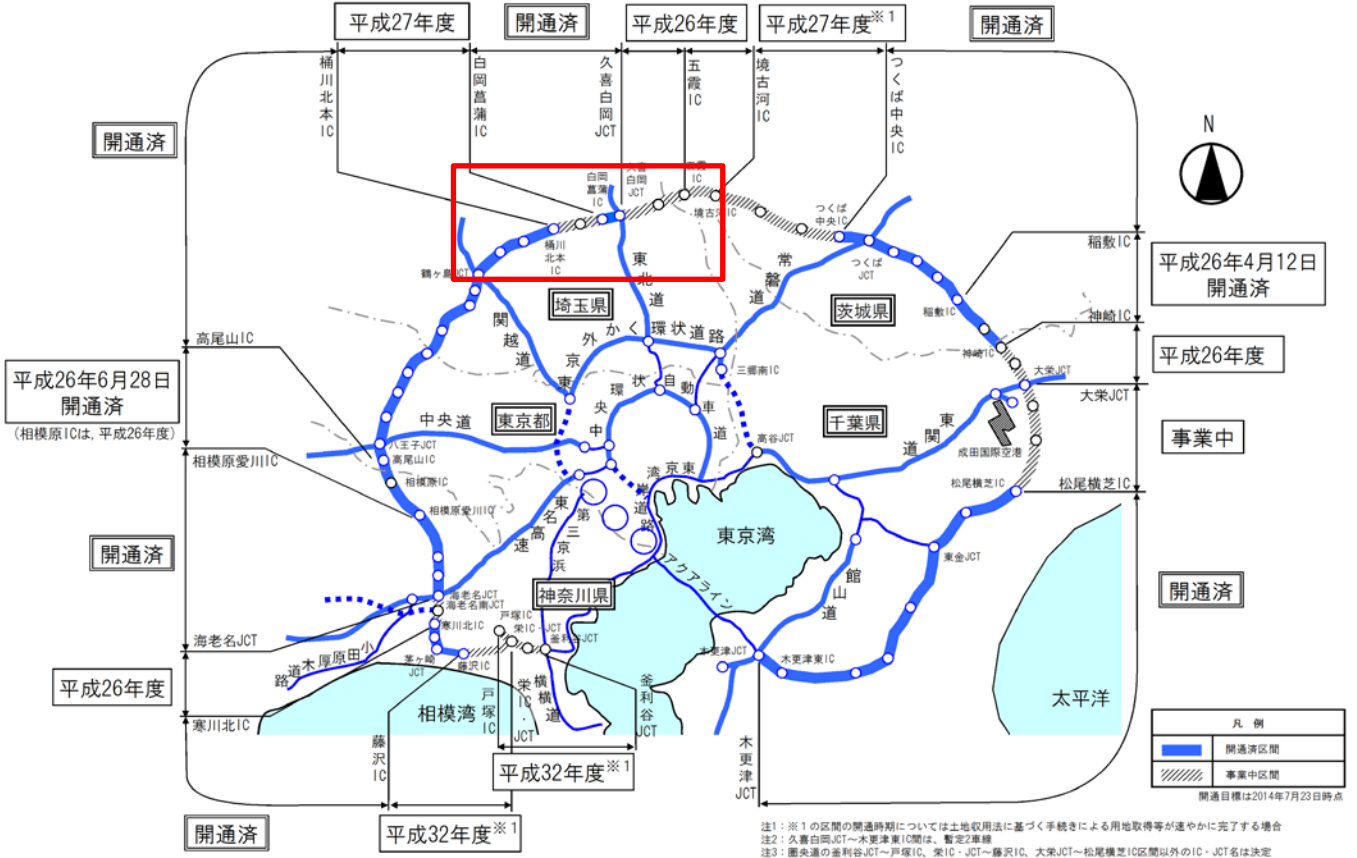 平成27年度
開通済
平成26年度
平成27年度※1
開通済
桶川北本IC
白岡菖蒲IC
久喜白岡JCT
五霞IC
境古河IC
つくば中央IC
開通済
N
白岡菖蒲IC
久喜白岡JCT
五霞IC
境古河IC
つくば中央IC
桶川北本IC
つくばJCT
鶴ヶ島JCT
東北道
常磐道
稲敷IC
平成26年4月12日
開通済
埼玉県
茨城県
稲敷IC
関越道
東京外かく環状道路
神崎IC
神崎IC
高尾山IC
平成26年6月28日
開通済
(相模原ICは、平成26年度)
三郷南IC
平成26年度
大栄JCT
大栄JCT
中央環状自動車道
中央道
東京都
千葉県
東関道
高谷JCT
成田国際空港
事業中
八王子JCT
高尾山IC
相模原愛川IC
相模原IC
松尾横芝IC
松尾横芝IC
相模原愛川IC
東京湾岸道路
東名高速
第三京浜
東京湾
開通済
アクアライン
館山道
東金JCT
太平洋
開通済
神奈川県
海老名JCT
海老名南JCT
寒川北IC
戸塚IC
栄IC・JCT
釜利谷JCT
海老名JCT
小田原厚木道路
茅ヶ崎JCT
藤沢IC
木更津JCT
木更津東IC
平成26年度
寒川北IC
相模湾
横横道
戸塚IC
栄IC・JCT
釜利谷JCT
藤沢IC
木更津JCT
平成32年度※1
開通済
平成32年度※1
凡 例
開通済区間
事業中区間
開通目標は2014年7月23日時点
注1：※1の区間の開通時期については土地収用法に基づく手続きによる用地取得等が速やかに完了する場合
注2：久喜白岡JCT～木更津東IC間は、暫定2車線
注3：圏央道の釜利谷JCT～戸塚IC、栄IC・JCT～藤沢IC、大栄JCT～松尾横芝IC区間以外のIC・JCT名は決定